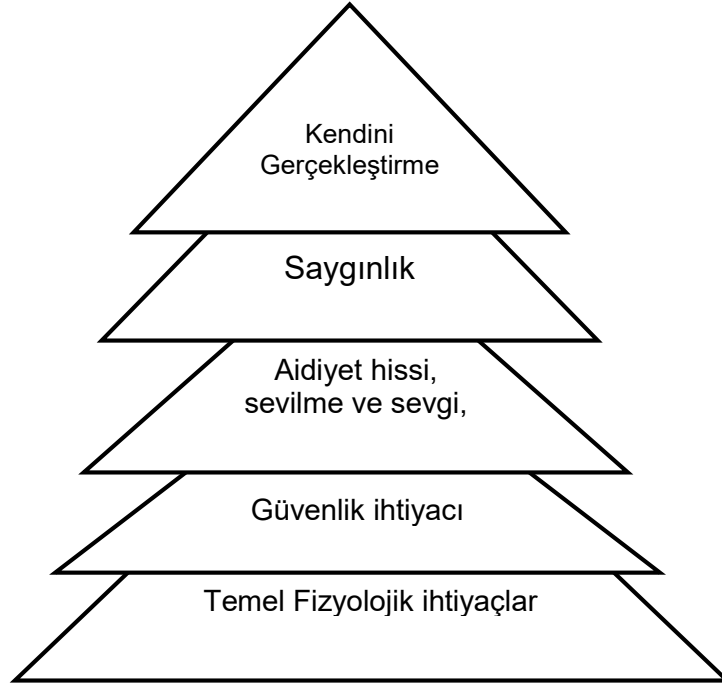 Kendini
Gerçekleştirme
Saygınlık
Aidiyet hissi,
sevilme ve sevgi,
Güvenlik ihtiyacı
Temel Fizyolojik ihtiyaçlar